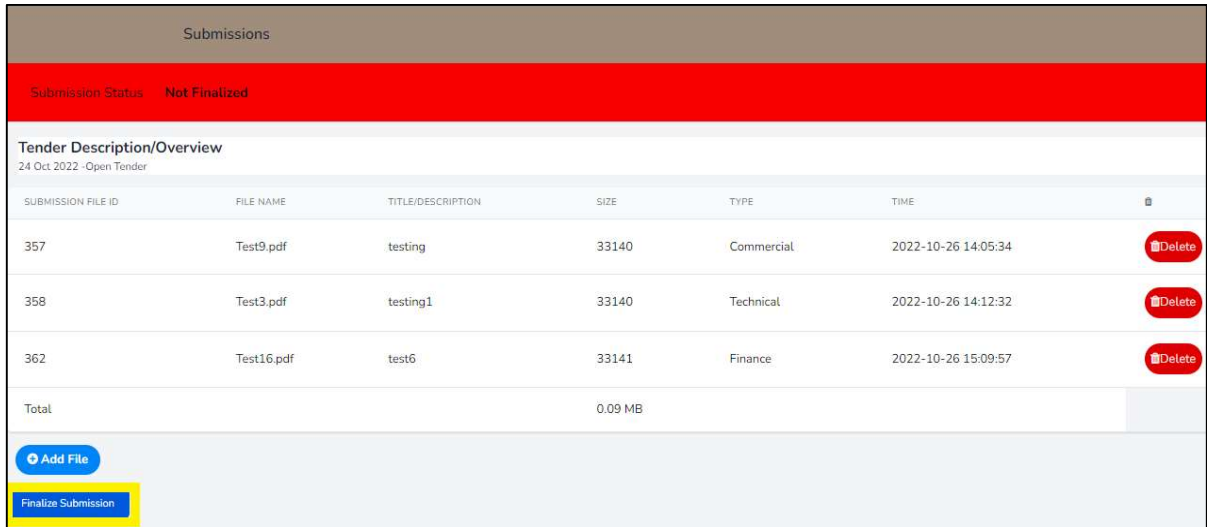 Submissions
Submission Status Not Finalized
Tender Description/Overview
24 Oct 2022 -Open Tender
SUBMISSION FILE ID FILE NAME TITLE/DESCRIPTION SIZE TYPE TIME
357 Test9.pdf testing 33140 Commercial 2022-10-26 14:05:34 Delete
358 Test3.pdf testing1 33140 Technical 2022-10-26 14:12:32 Delete
362 Test16.pdf test6 33141 Finance 2022-10-26 15:09:57 Delete
Total 0.09 MB
Add File
Finalize Submission